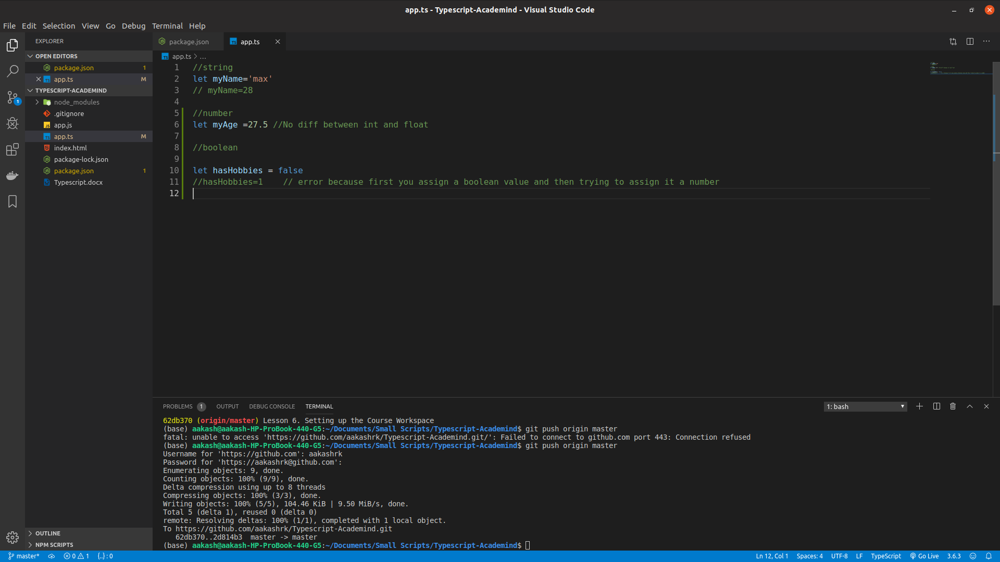 app.ts - Typescript-Academind - Visual Studio Code
File Edit Selection View Go Debug Terminal Help
EXPLORER
OPEN EDITORS
package.json 1
app.ts M
TYPESCRIPT-ACADEMIND
node_modules
.gitignore
app.js
app.ts M
index.html
package-lock.json
package.json 1
Typescript.docx
OUTLINE
NPM SCRIPTS
1
package.json app.ts
app.ts > ...
1 //string
2 let myName='max'
3 // myName=28
4
5 //number
6 let myAge =27.5 //No diff between int and float
7
8 //boolean
9
10 let hasHobbies = false
11 //hasHobbies=1    // error because first you assign a boolean value and then trying to assign it a number
12
PROBLEMS 1 OUTPUT DEBUG CONSOLE TERMINAL 1: bash
62db370 (origin/master) Lesson 6. Setting up the Course Workspace
(base) aakash@aakash-HP-ProBook-440-G5:~/Documents/Small Scripts/Typescript-Academind$ git push origin master
fatal: unable to access 'https://github.com/aakashrk/Typescript-Academind.git/': Failed to connect to github.com port 443: Connection refused
(base) aakash@aakash-HP-ProBook-440-G5:~/Documents/Small Scripts/Typescript-Academind$ git push origin master
Username for 'https://github.com': aakashrk
Password for 'https://aakashrk@github.com':
Enumerating objects: 9, done.
Counting objects: 100% (9/9), done.
Delta compression using up to 8 threads
Compressing objects: 100% (3/3), done.
Writing objects: 100% (5/5), 104.46 KiB | 9.50 MiB/s, done.
Total 5 (delta 1), reused 0 (delta 0)
remote: Resolving deltas: 100% (1/1), completed with 1 local object.
To https://github.com/aakashrk/Typescript-Academind.git
   62db370..2d814b3  master -> master
(base) aakash@aakash-HP-ProBook-440-G5:~/Documents/Small Scripts/Typescript-Academind$
master* 0 1 {..} : 0 Ln 12, Col 1 Spaces: 4 UTF-8 LF TypeScript Go Live 3.6.3